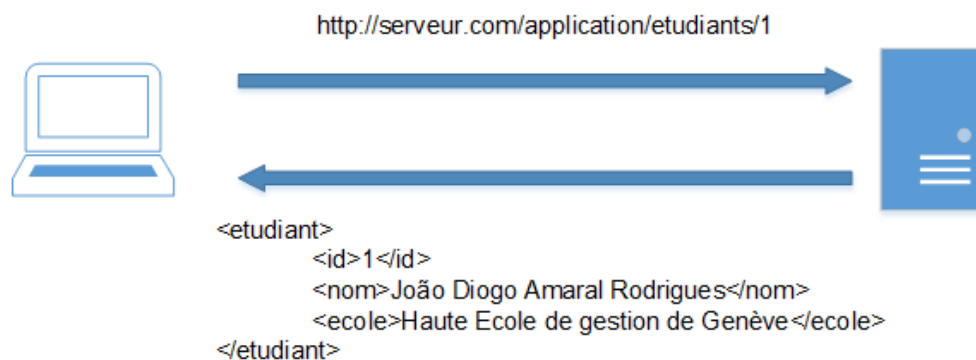 http://serveur.com/application/etudiants/1
<etudiant>
<id>1</id>
<nom>João Diogo Amaral Rodrigues</nom>
<ecole>Haute Ecole de gestion de Genève</ecole>
</etudiant>